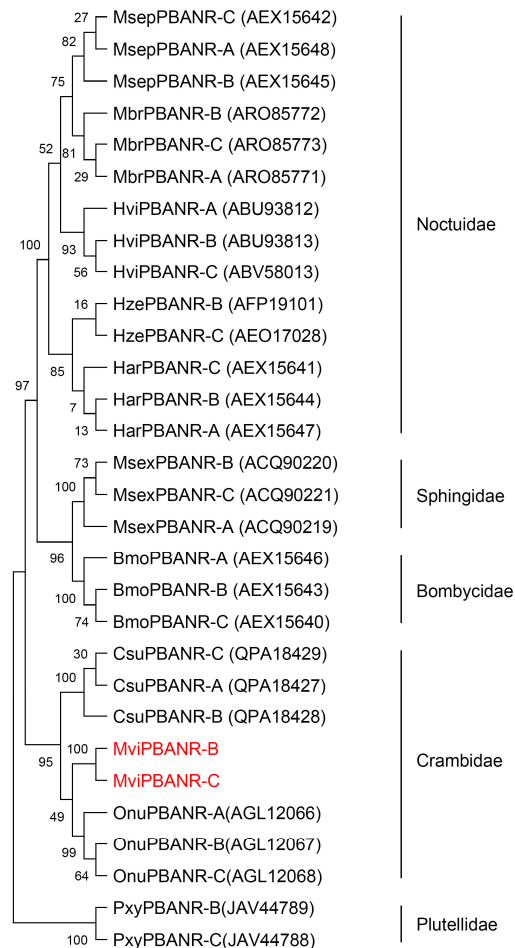 27
MsepPBANR-C (AEX15642)
82
MsepPBANR-A (AEX15648)
75
MsepPBANR-B (AEX15645)
MbrPBANR-B (ARO85772)
52
81
MbrPBANR-C (ARO85773)
29
MbrPBANR-A (ARO85771)
HviPBANR-A (ABU93812)
Noctuidae
100
93
HviPBANR-B (ABU93813)
56
HviPBANR-C (ABV58013)
16
HzePBANR-B (AFP19101)
HzePBANR-C (AEO17028)
85
HarPBANR-C (AEX15641)
97
7
HarPBANR-B (AEX15644)
13
HarPBANR-A (AEX15647)
73
MsexPBANR-B (ACQ90220)
100
MsexPBANR-C (ACQ90221)
Sphingidae
MsexPBANR-A (ACQ90219)
96
BmoPBANR-A (AEX15646)
100
BmoPBANR-B (AEX15643)
Bombycidae
74
BmoPBANR-C (AEX15640)
30
CsuPBANR-C (QPA18429)
100
CsuPBANR-A (QPA18427)
CsuPBANR-B (QPA18428)
100
MviPBANR-B
95
Crambidae
MviPBANR-C
49
OnuPBANR-A(AGL12066)
99
OnuPBANR-B(AGL12067)
64
OnuPBANR-C(AGL12068)
PxyPBANR-B(JAV44789)
Plutellidae
100
PxyPBANR-C(JAV44788)